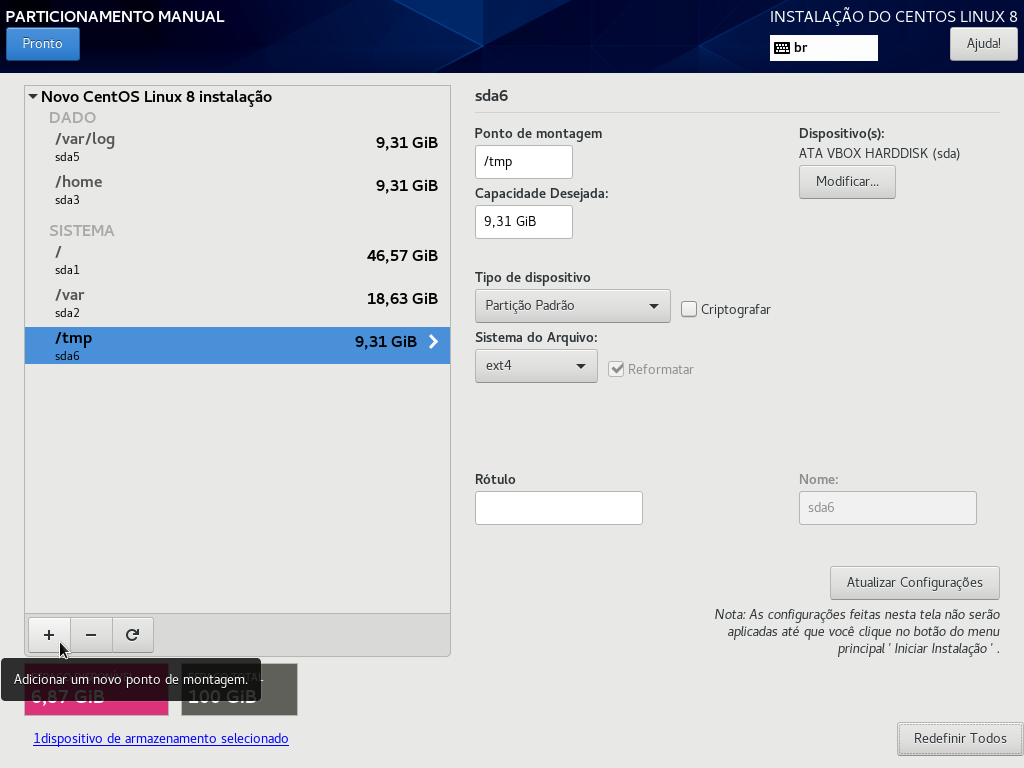 PARTICIONAMENTO MANUAL
INSTALAÇÃO DO CENTOS LINUX 8
Pronto
br
Ajuda!
Novo CentOS Linux 8 instalação
DADO
/var/log
9,31 GiB
sda5
/home
9,31 GiB
sda3
SISTEMA
/
46,57 GiB
sda1
/var
18,63 GiB
sda2
/tmp
9,31 GiB
sda6
sda6
Ponto de montagem
/tmp
Capacidade Desejada:
9,31 GiB
Dispositivo(s):
ATA VBOX HARDDISK (sda)
Modificar...
Tipo de dispositivo
Partição Padrão
Criptografar
Sistema do Arquivo:
ext4
Reformatar
Rótulo
Nome:
sda6
Atualizar Configurações
Nota: As configurações feitas nesta tela não serão
aplicadas até que você clique no botão do menu
principal ' Iniciar Instalação ' .
Adicionar um novo ponto de montagem.
6,87 GiB
100 GiB
1dispositivo de armazenamento selecionado
Redefinir Todos